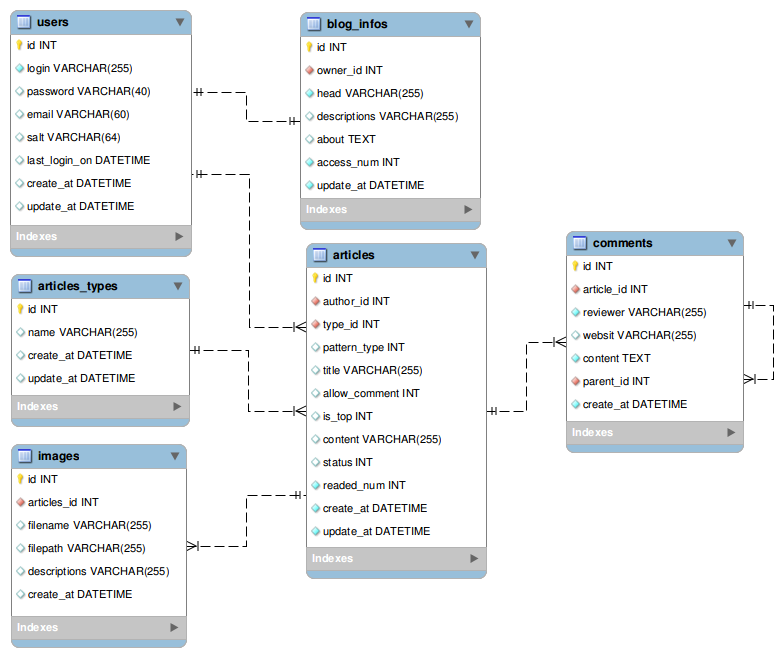 users
id INT
login VARCHAR(255)
password VARCHAR(40)
email VARCHAR(60)
salt VARCHAR(64)
last_login_on DATETIME
create_at DATETIME
update_at DATETIME
Indexes
blog_infos
id INT
owner_id INT
head VARCHAR(255)
descriptions VARCHAR(255)
about TEXT
access_num INT
update_at DATETIME
Indexes
articles_types
id INT
name VARCHAR(255)
create_at DATETIME
update_at DATETIME
Indexes
articles
id INT
author_id INT
type_id INT
pattern_type INT
title VARCHAR(255)
allow_comment INT
is_top INT
content VARCHAR(255)
status INT
readed_num INT
create_at DATETIME
update_at DATETIME
Indexes
comments
id INT
article_id INT
reviewer VARCHAR(255)
websit VARCHAR(255)
content TEXT
parent_id INT
create_at DATETIME
Indexes
images
id INT
articles_id INT
filename VARCHAR(255)
filepath VARCHAR(255)
descriptions VARCHAR(255)
create_at DATETIME
Indexes